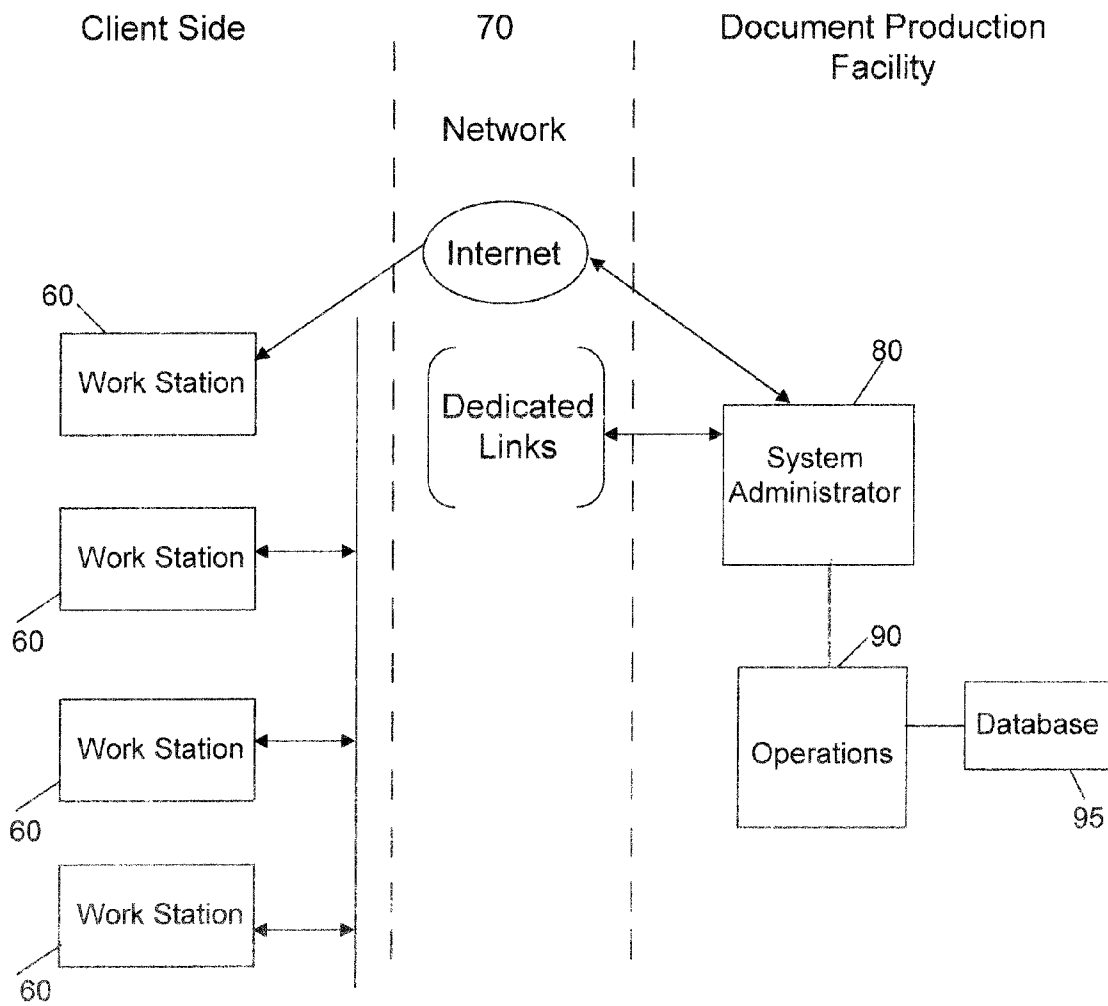 Client Side
70
Document Production
Facility
Network
Internet
60
Work Station
Dedicated
Links
80
System
Administrator
Work Station
60
90
Operations
Database
95
Work Station
60
Work Station
60